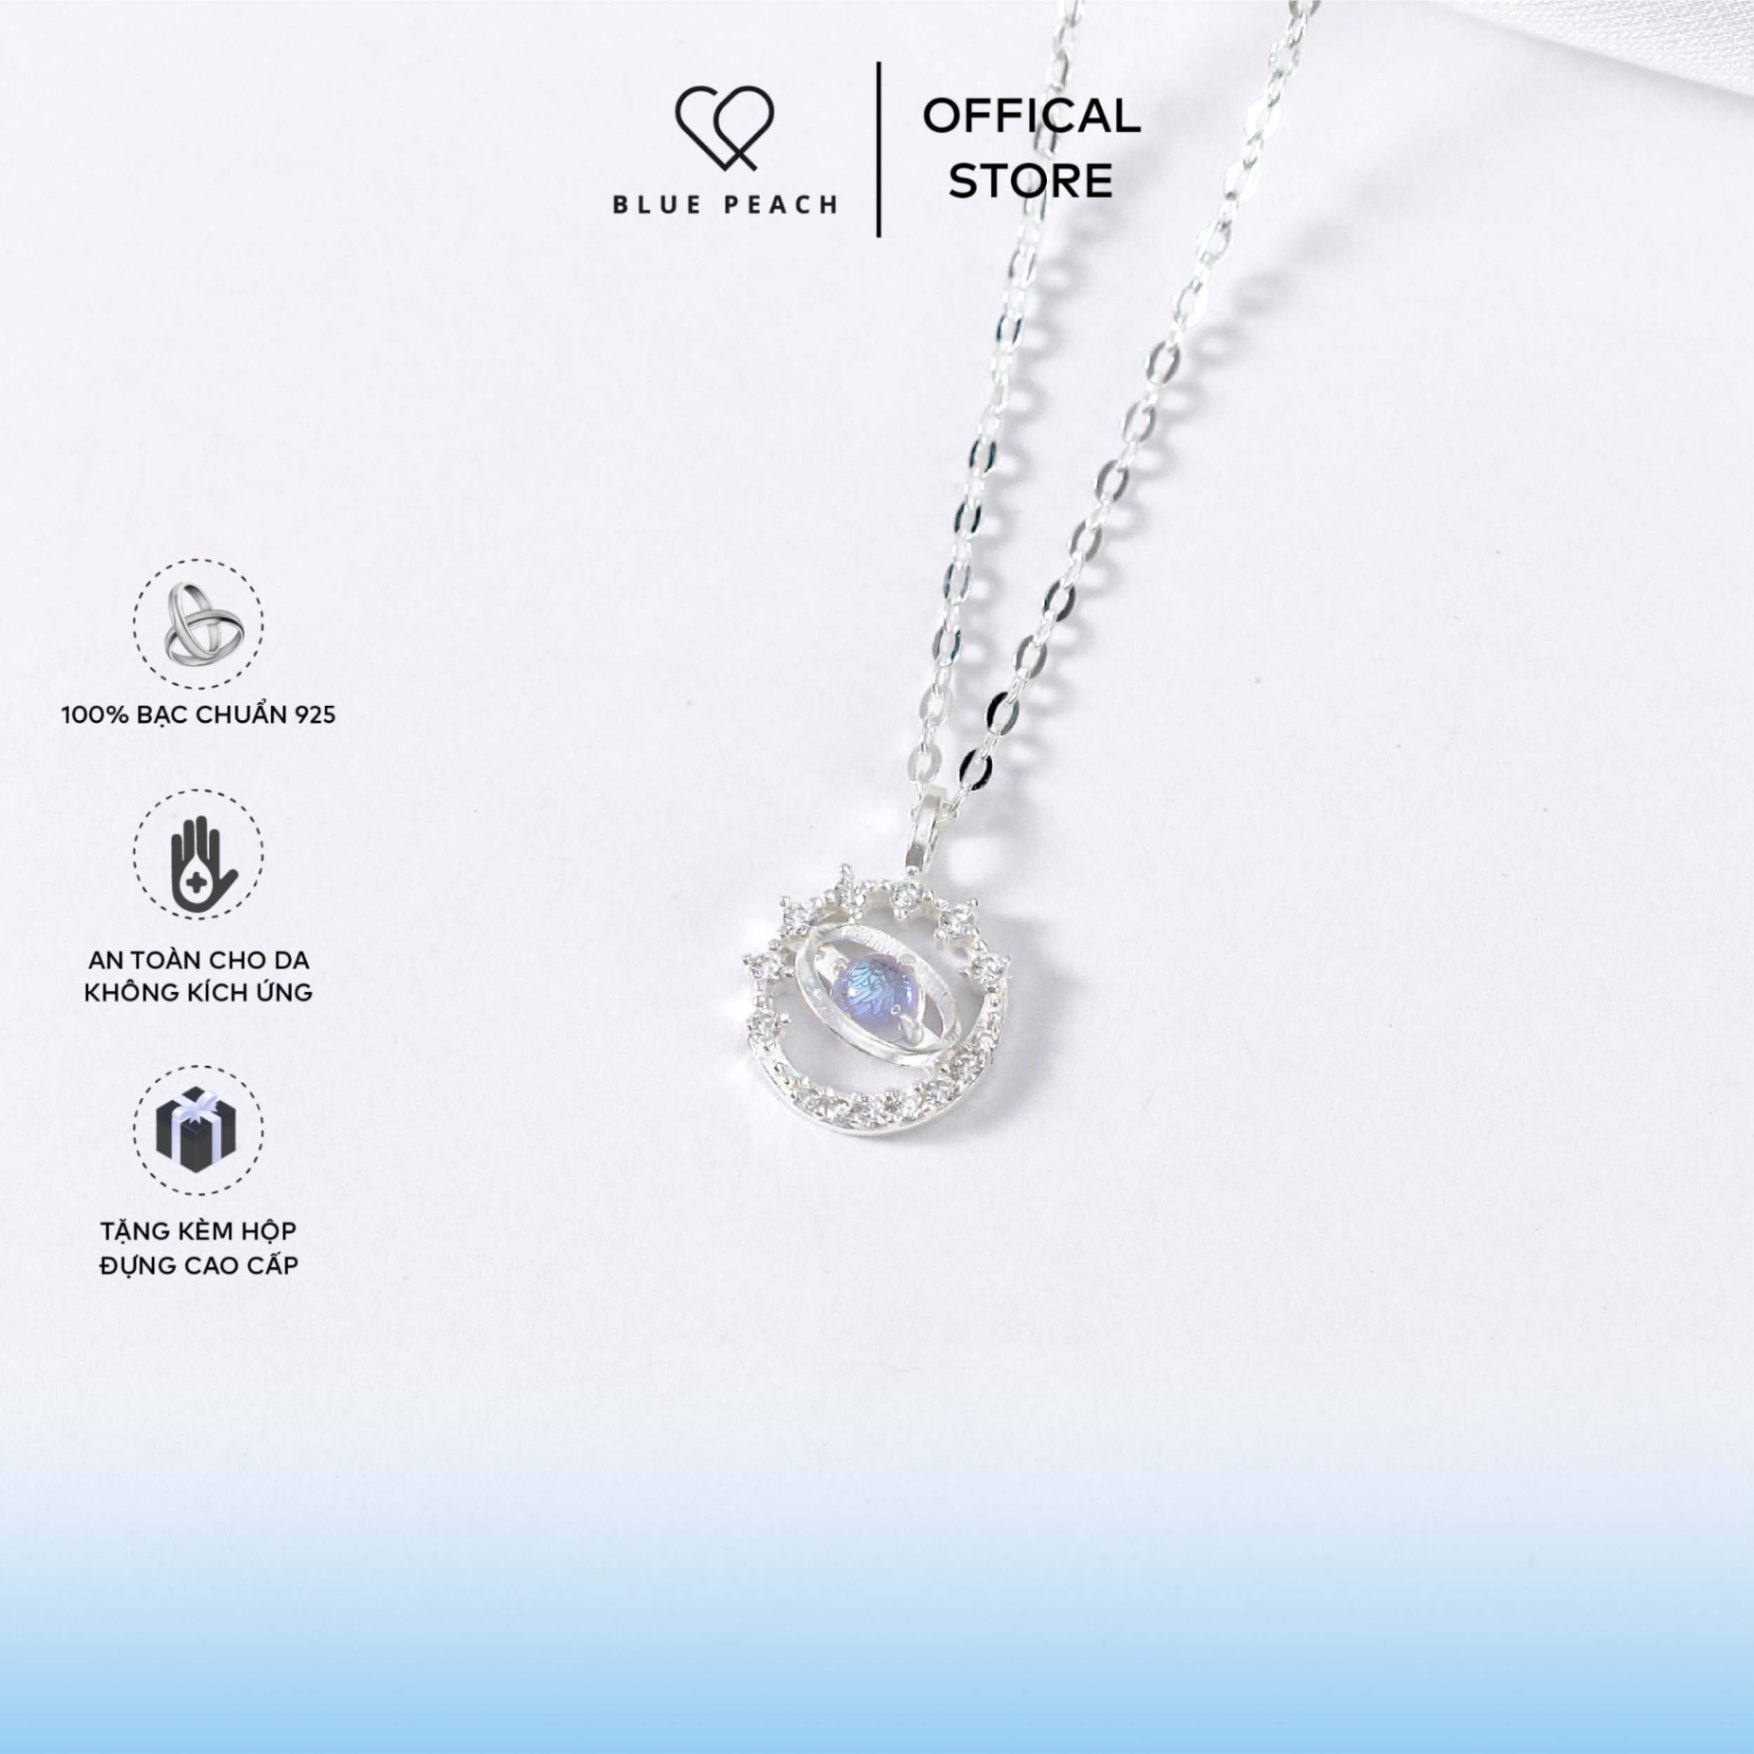 BLUE PEACH
OFFICAL
STORE
100% BẠC CHUẨN 925
AN TOÀN CHO DA
KHÔNG KÍCH ỨNG
TẶNG KÈM HỘP
ĐỰNG CAO CẤP